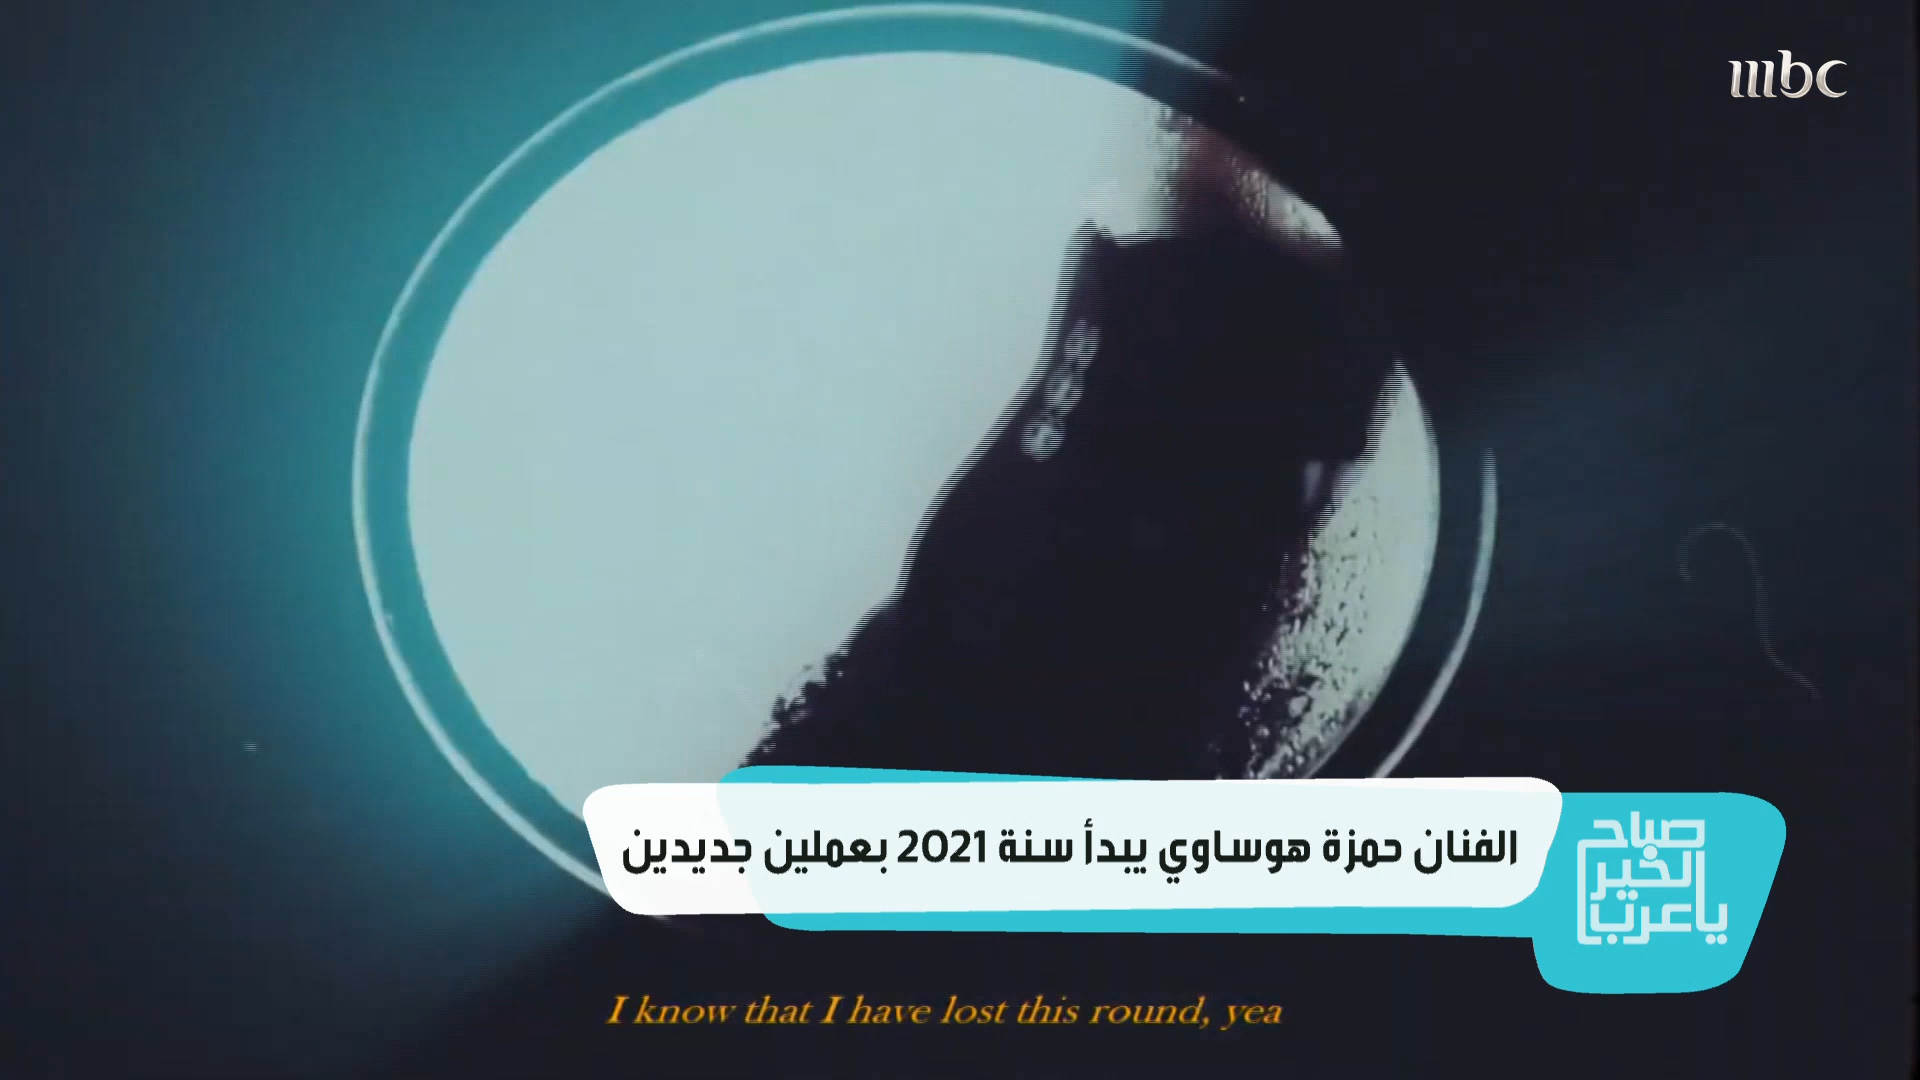 mbc
الفنان حمزة هوساوي يبدأ سنة 2021 بعملين جديدين
صباح
الخير
ياعرب
I know that I have lost this round, yea